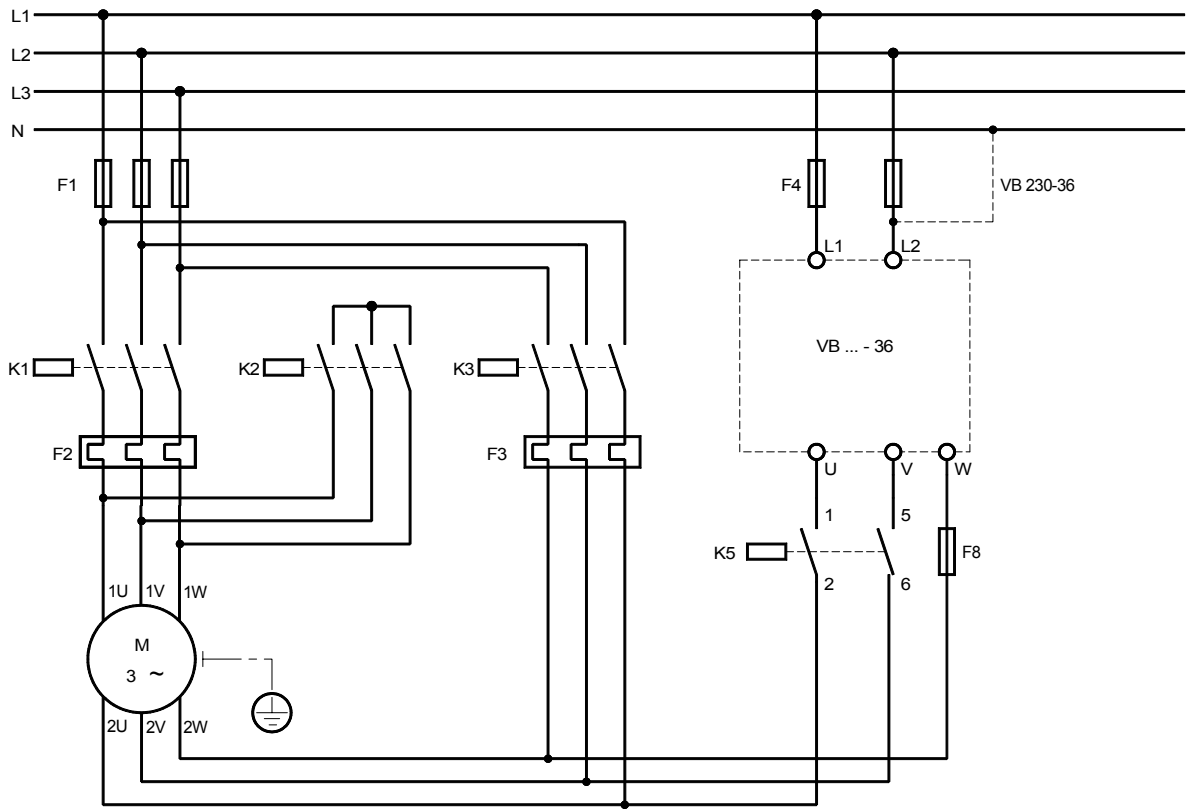 L1
L2
L3
N
F1
F4
VB 230-36
L1 L2
VB ... - 36
K1 K2 K3
F2 F3
U V W
1 5
K5 F8
2 6
1U 1V 1W
M
3 ~
2U 2V 2W